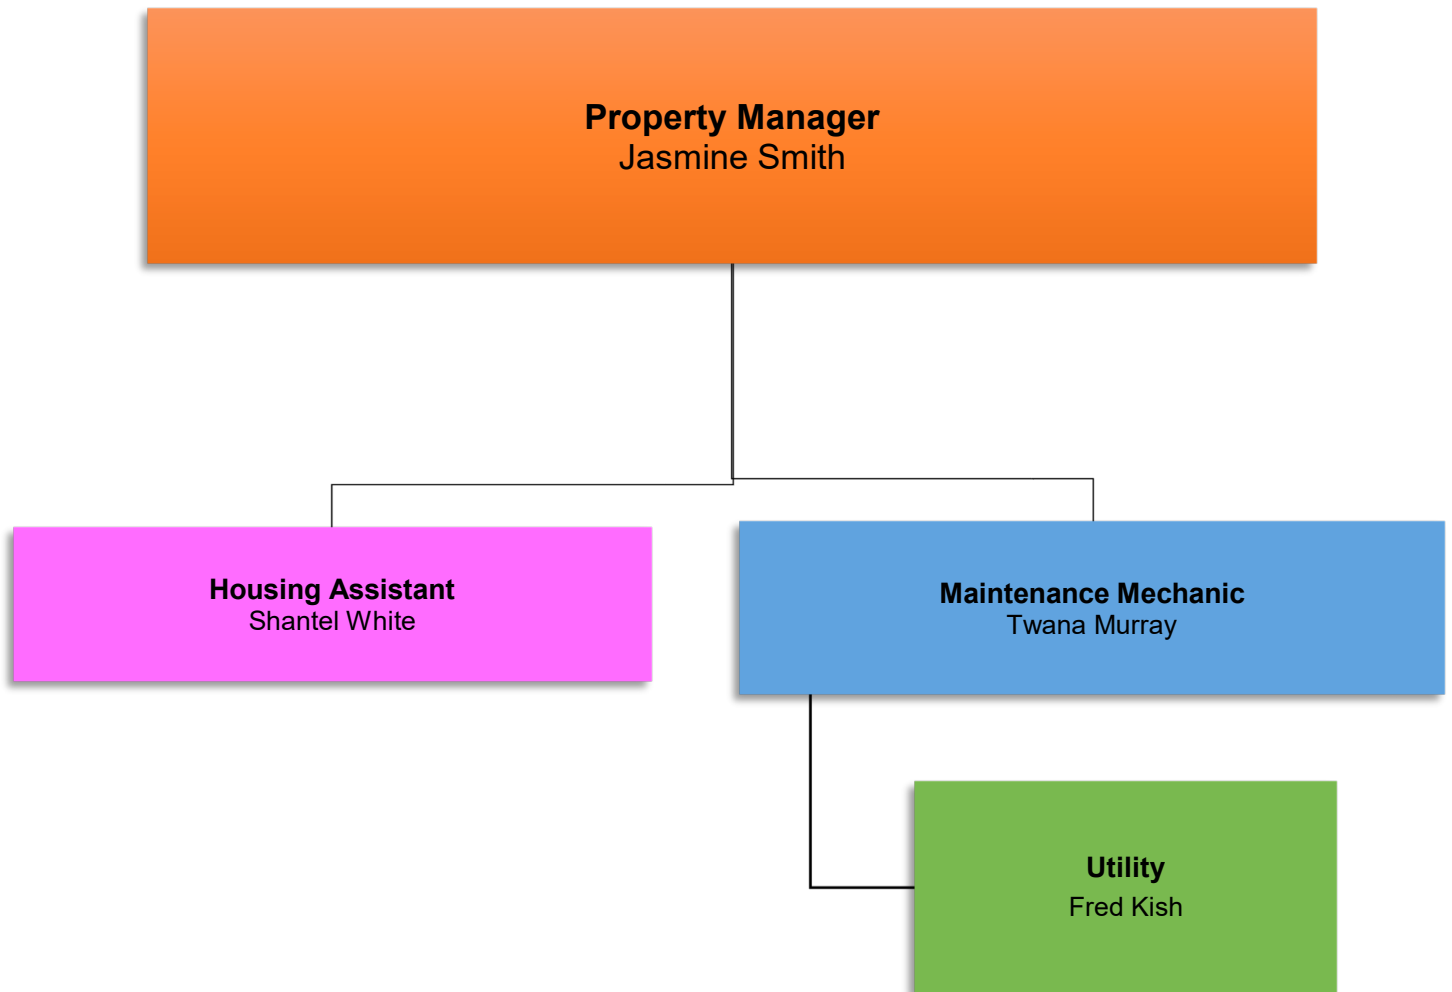 Property Manager
Jasmine Smith
Housing Assistant
Shantel White
Maintenance Mechanic
Twana Murray
Utility
Fred Kish